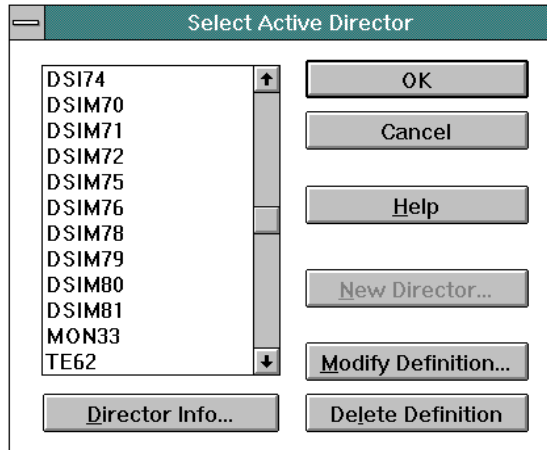 Select Active Director
DSI74
DSIM70
DSIM71
DSIM72
DSIM75
DSIM76
DSIM78
DSIM79
DSIM80
DSIM81
MON33
TE62
OK
Cancel
Help
New Director...
Modify Definition...
Director Info...
Delete Definition